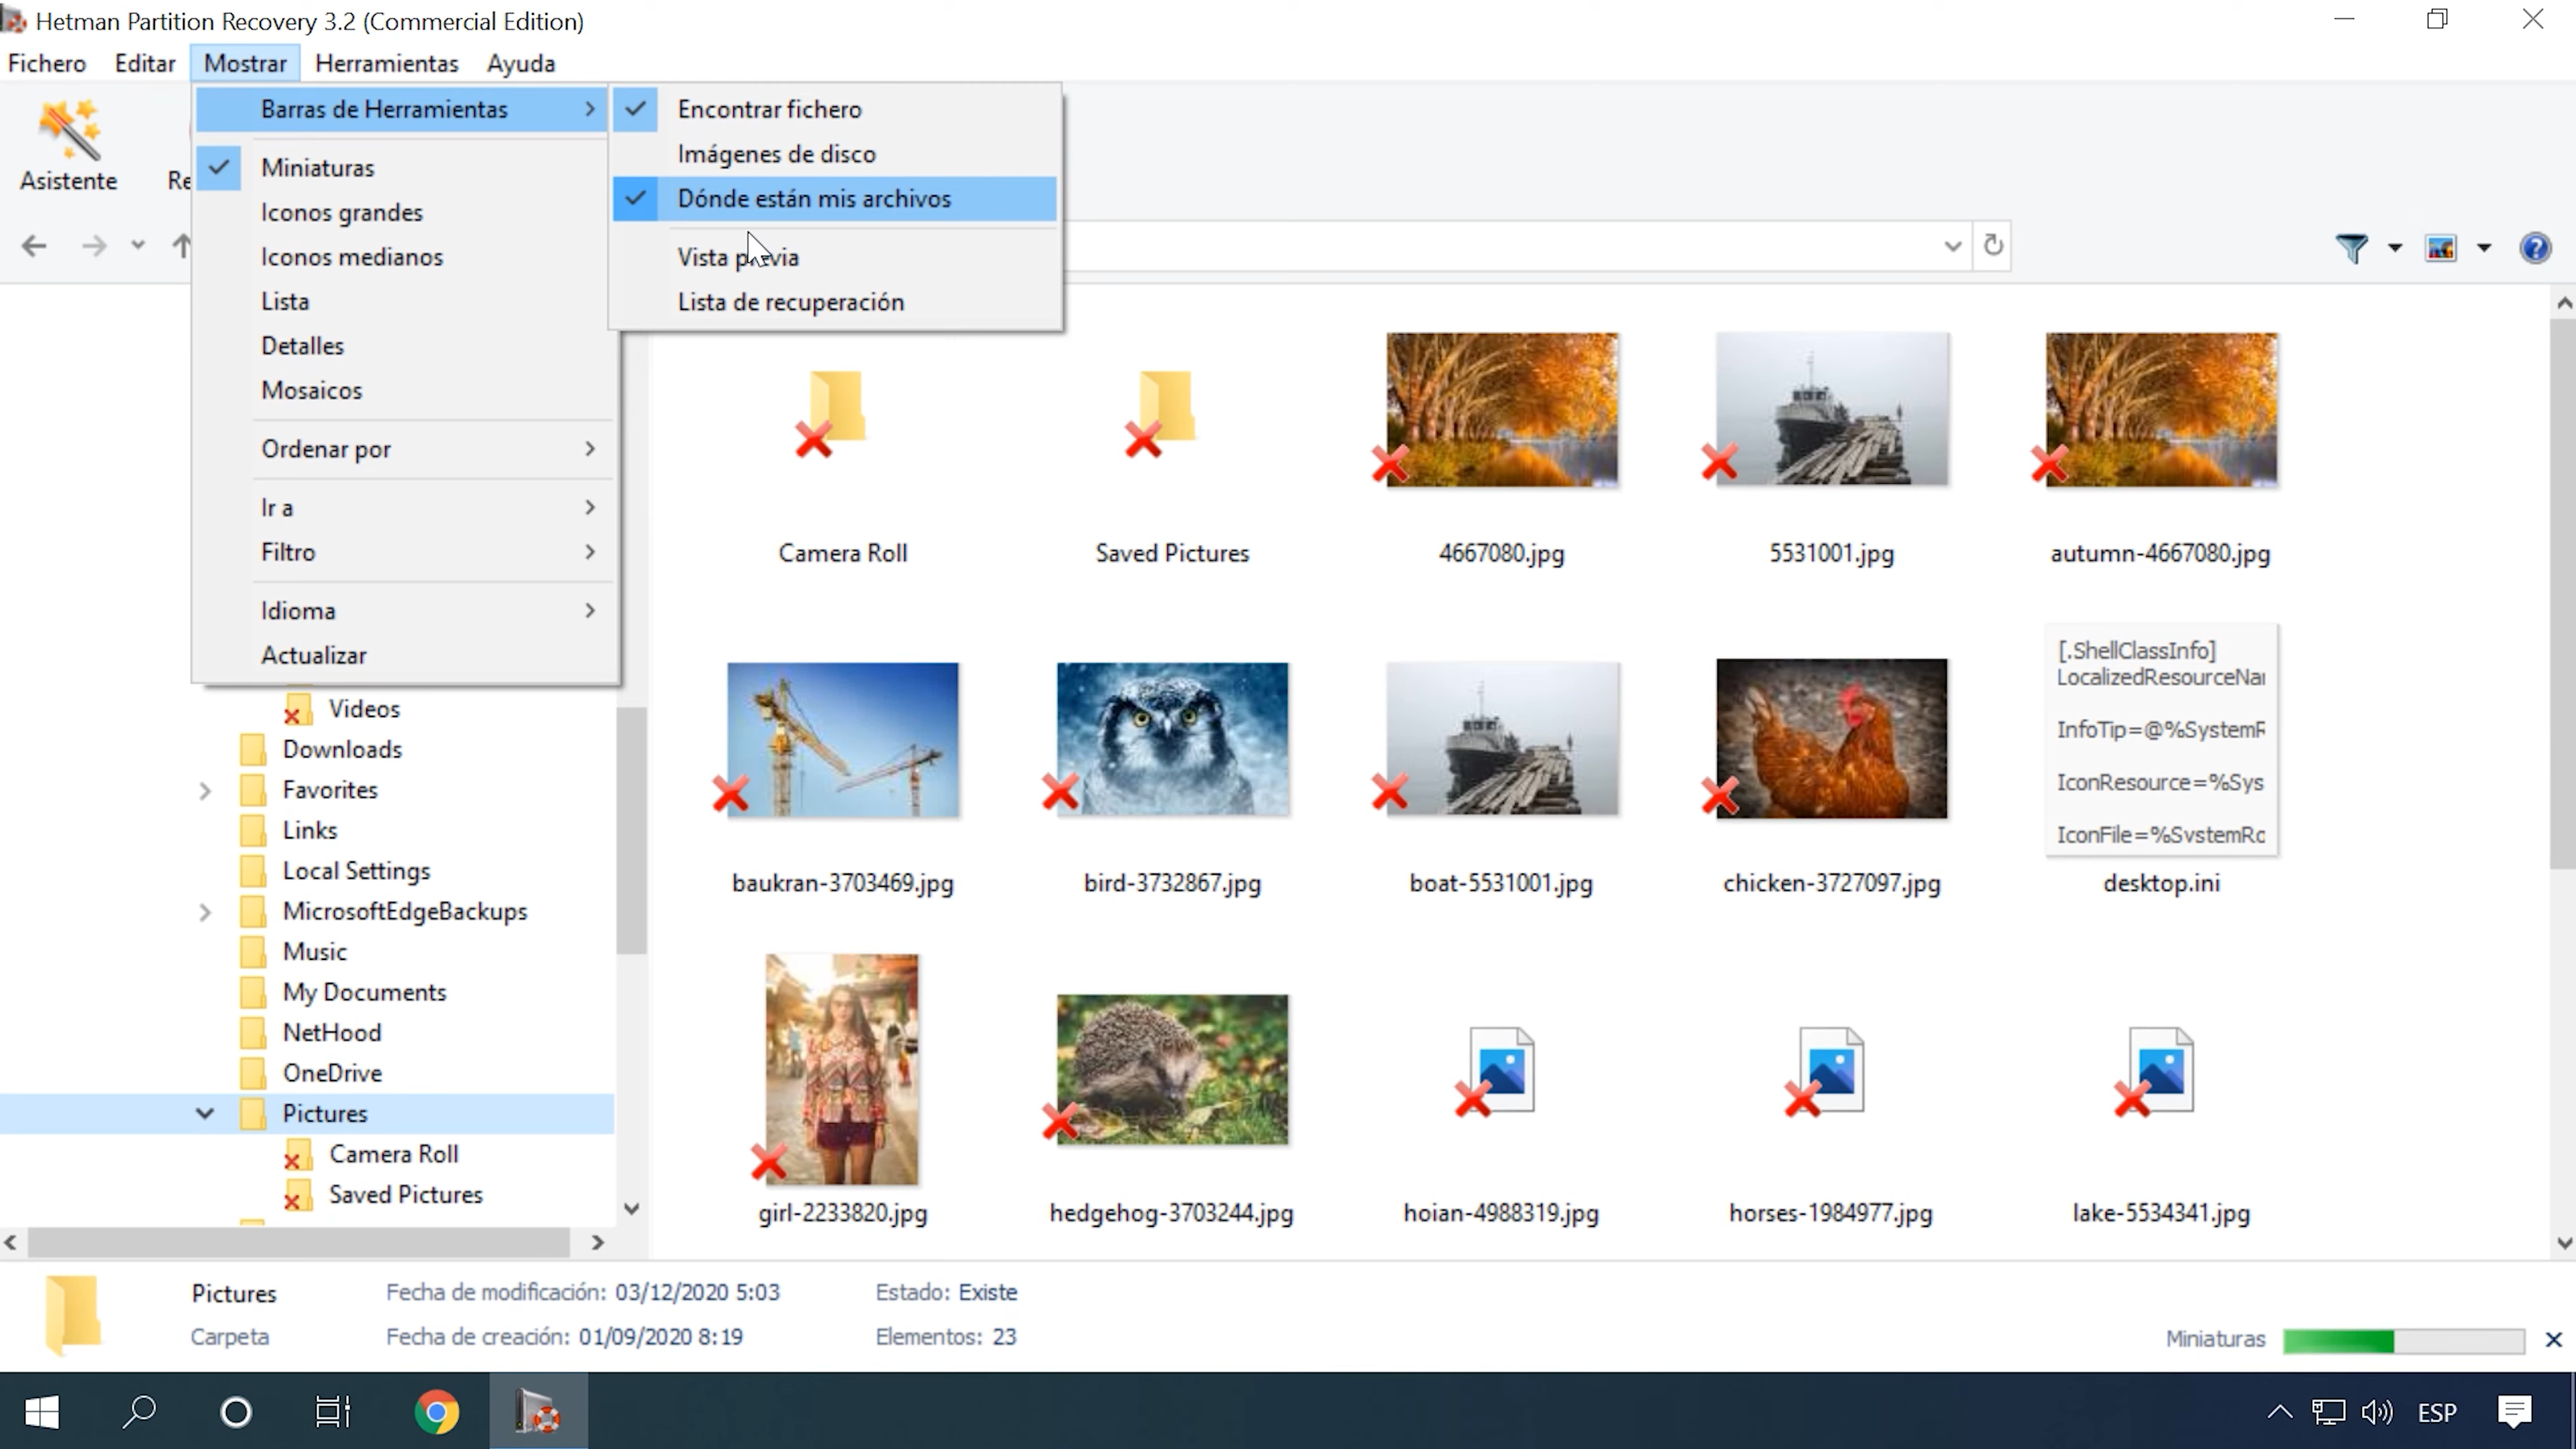 Hetman Partition Recovery 3.2 (Commercial Edition)
Fichero Editar Mostrar Herramientas Ayuda
Asistente
Re
Barras de Herramientas
Miniaturas
Iconos grandes
Iconos medianos
Lista
Detalles
Mosaicos
Ordenar por
Ir a
Filtro
Idioma
Actualizar
Encontrar fichero
Imágenes de disco
Dónde están mis archivos
Vista previa
Lista de recuperación
Videos
Downloads
Favorites
Links
Local Settings
MicrosoftEdgeBackups
Music
My Documents
NetHood
OneDrive
Pictures
Camera Roll
Saved Pictures
Camera Roll
Saved Pictures
4667080.jpg
5531001.jpg
autumn-4667080.jpg
[.ShellClassInfo]
LocalizedResourceNa
InfoTip=@%SystemR
IconResource=%Sys
IconFile=%SystemRo
baukran-3703469.jpg
bird-3732867.jpg
boat-5531001.jpg
chicken-3727097.jpg
desktop.ini
girl-2233820.jpg
hedgehog-3703244.jpg
hoian-4988319.jpg
horses-1984977.jpg
lake-5534341.jpg
Pictures
Carpeta
Fecha de modificación: 03/12/2020 5:03
Fecha de creación: 01/09/2020 8:19
Estado: Existe
Elementos: 23
Miniaturas
ESP